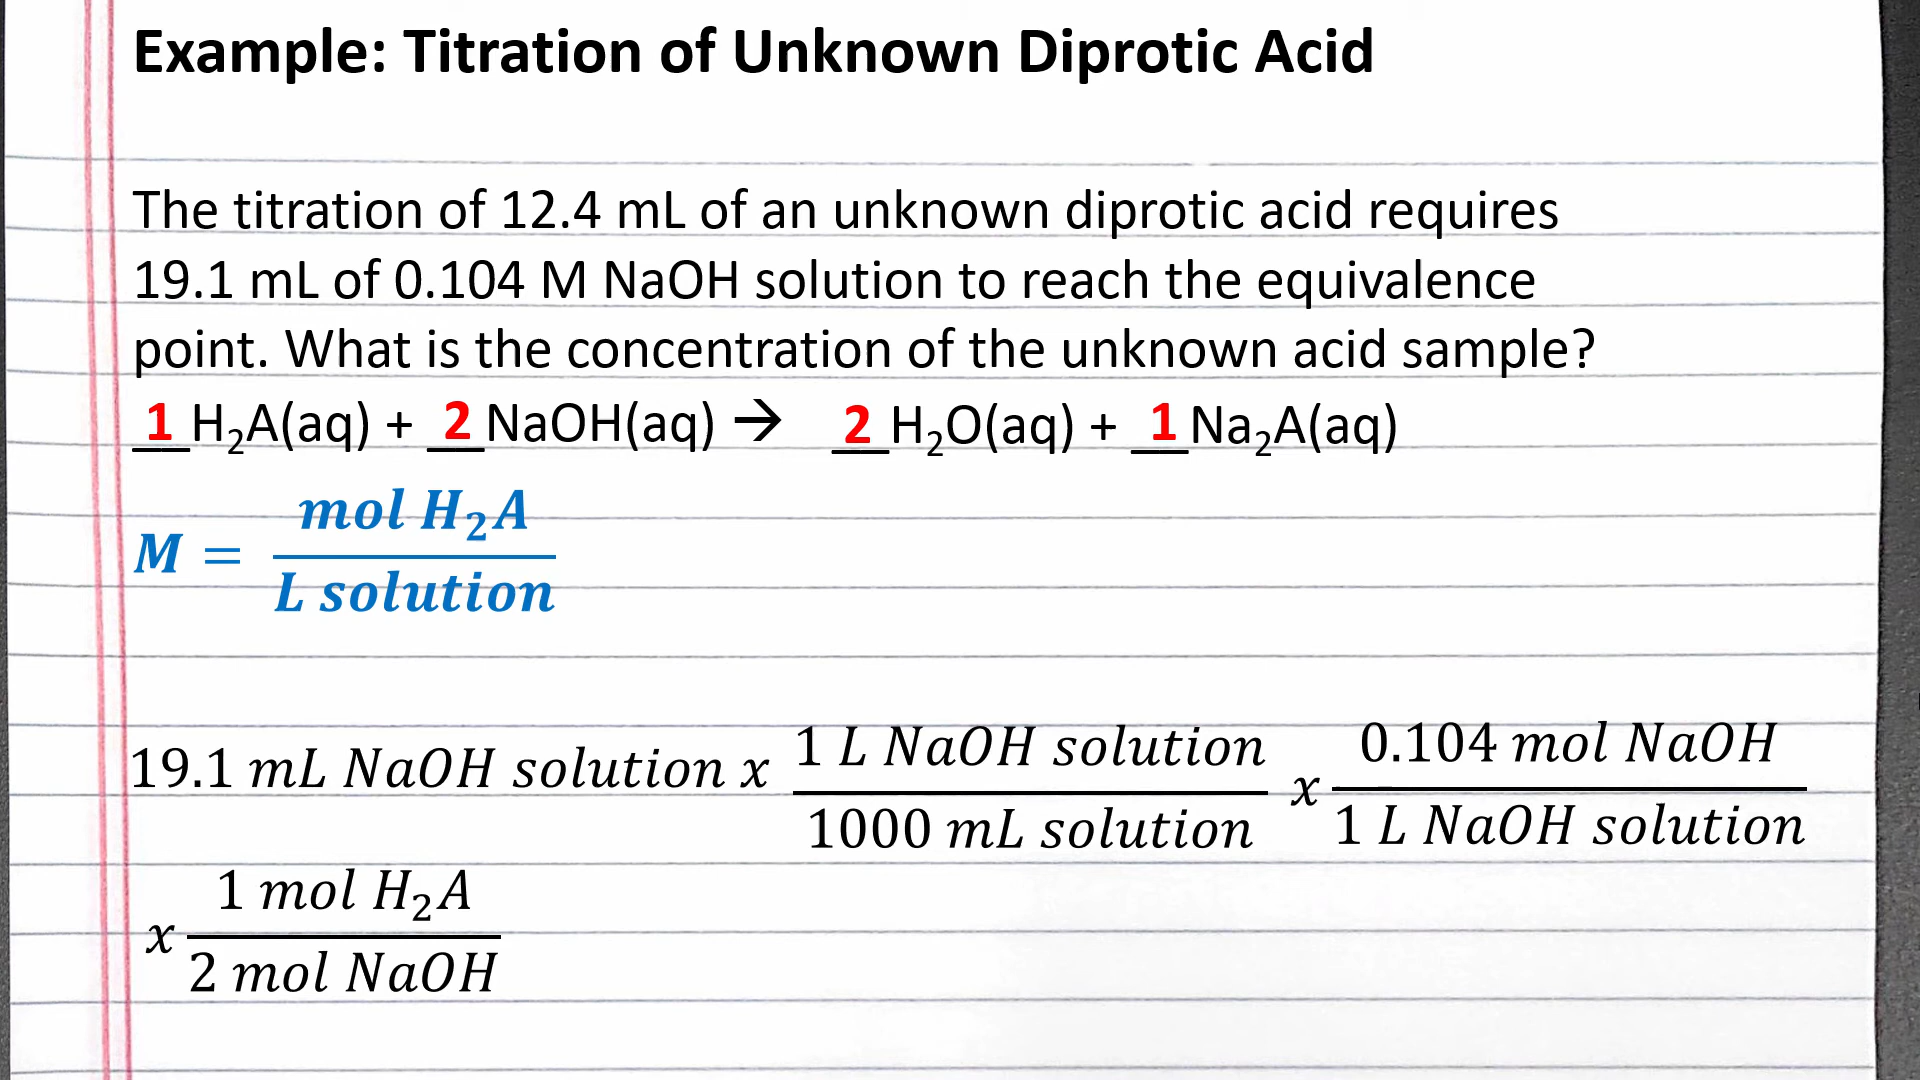 Example: Titration of Unknown Diprotic Acid
The titration of 12.4 mL of an unknown diprotic acid requires
19.1 mL of 0.104 M NaOH solution to reach the equivalence
point. What is the concentration of the unknown acid sample?
1 H₂A(aq) + 2 NaOH(aq) → 2 H₂O(aq) + 1 Na₂A(aq)
M = mol H₂A / L solution
19.1 mL NaOH solution x 1 L NaOH solution / 1000 mL solution x 0.104 mol NaOH / 1 L NaOH solution
x 1 mol H₂A / 2 mol NaOH